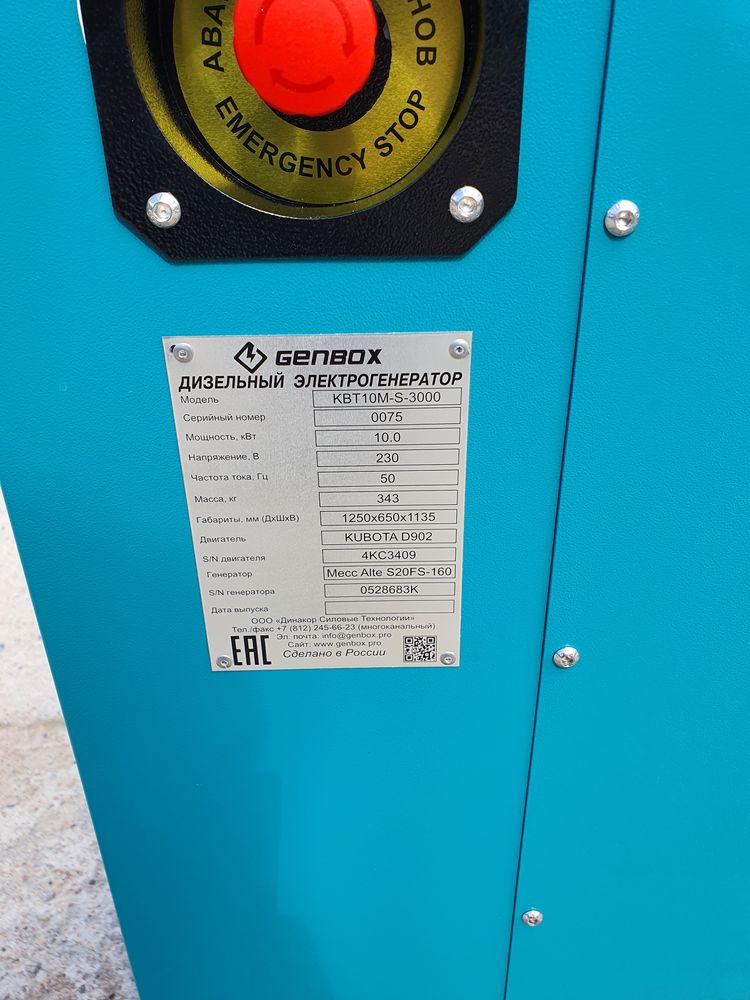 АВА НОВ
EMERGENCY STOP
GENBOX
ДИЗЕЛЬНЫЙ ЭЛЕКТРОГЕНЕРАТОР
Модель KBT10M-S-3000
Серийный номер 0075
Мощность, кВт 10.0
Напряжение, В 230
Частота тока, Гц 50
Масса, кг 343
Габариты, мм (ДхШхВ) 1250x650x1135
Двигатель KUBOTA D902
S/N двигателя 4KC3409
Генератор Mecc Alte S20FS-160
S/N генератора 0528683K
Дата выпуска
ООО «Динакор Силовые Технологии»
Тел./факс +7 (812) 245-66-23 (многоканальный)
Эл. почта: info@genbox.pro
Сайт: www.genbox.pro
EAC Сделано в России